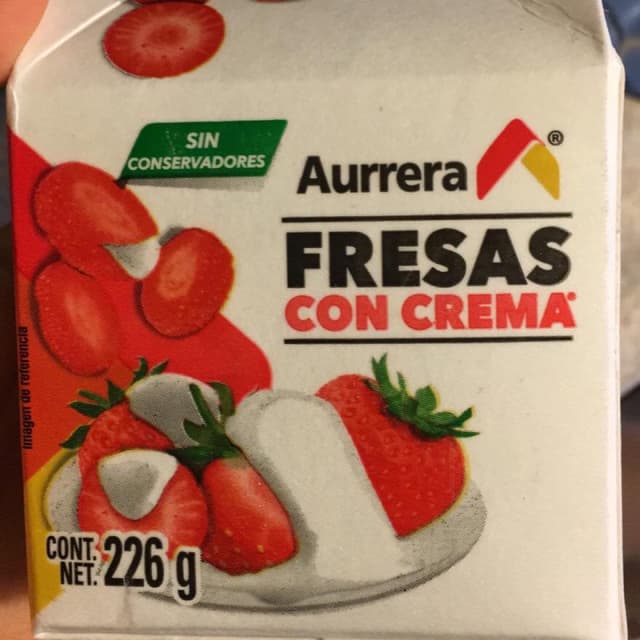 SIN
CONSERVADORES
Aurrera®
FRESAS
CON CREMA*
Imagen de referencia
CONT.
NET. 226 g